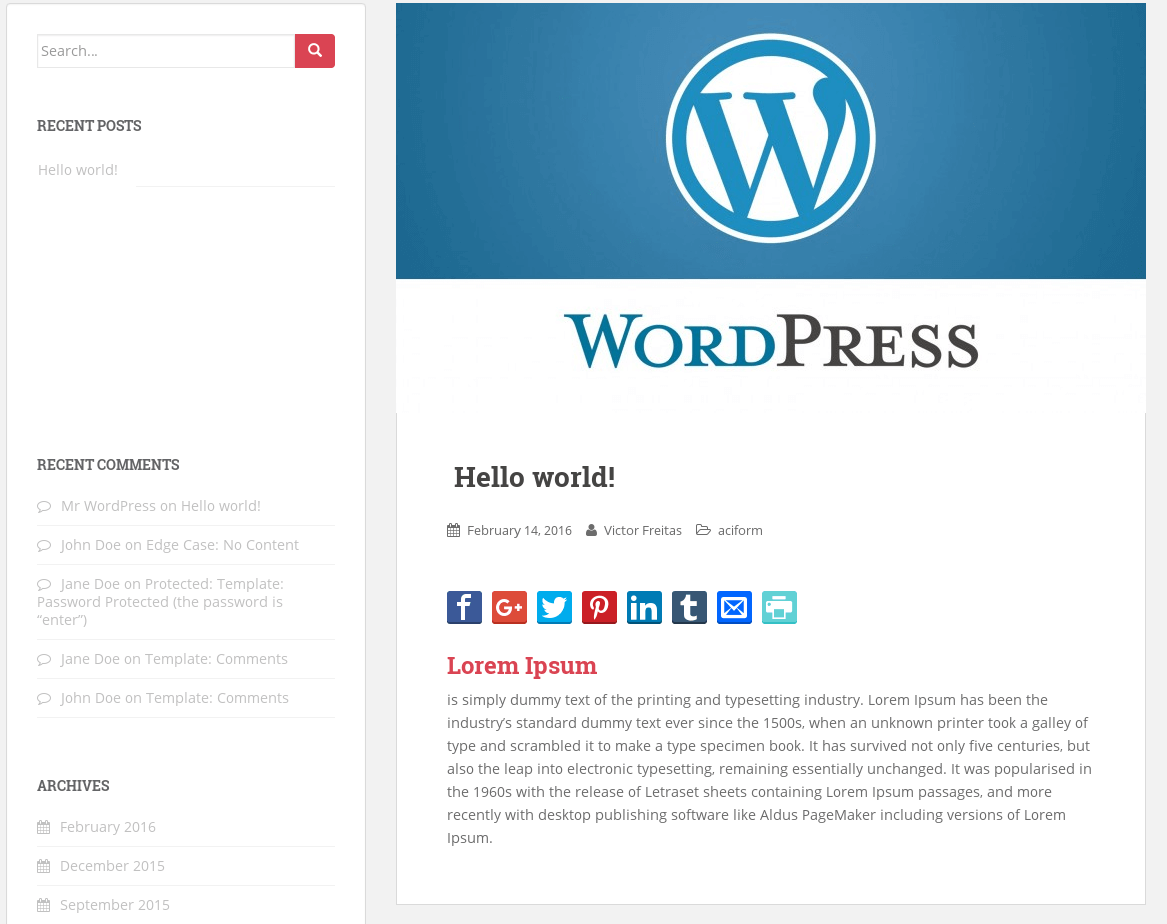 Search...
RECENT POSTS
Hello world!
RECENT COMMENTS
Mr WordPress on Hello world!
John Doe on Edge Case: No Content
Jane Doe on Protected: Template:
Password Protected (the password is
“enter”)
Jane Doe on Template: Comments
John Doe on Template: Comments
ARCHIVES
February 2016
December 2015
September 2015
W
WORDPRESS
Hello world!
February 14, 2016 Victor Freitas aciform
Lorem Ipsum
is simply dummy text of the printing and typesetting industry. Lorem Ipsum has been the
industry’s standard dummy text ever since the 1500s, when an unknown printer took a galley of
type and scrambled it to make a type specimen book. It has survived not only five centuries, but
also the leap into electronic typesetting, remaining essentially unchanged. It was popularised in
the 1960s with the release of Letraset sheets containing Lorem Ipsum passages, and more
recently with desktop publishing software like Aldus PageMaker including versions of Lorem
Ipsum.